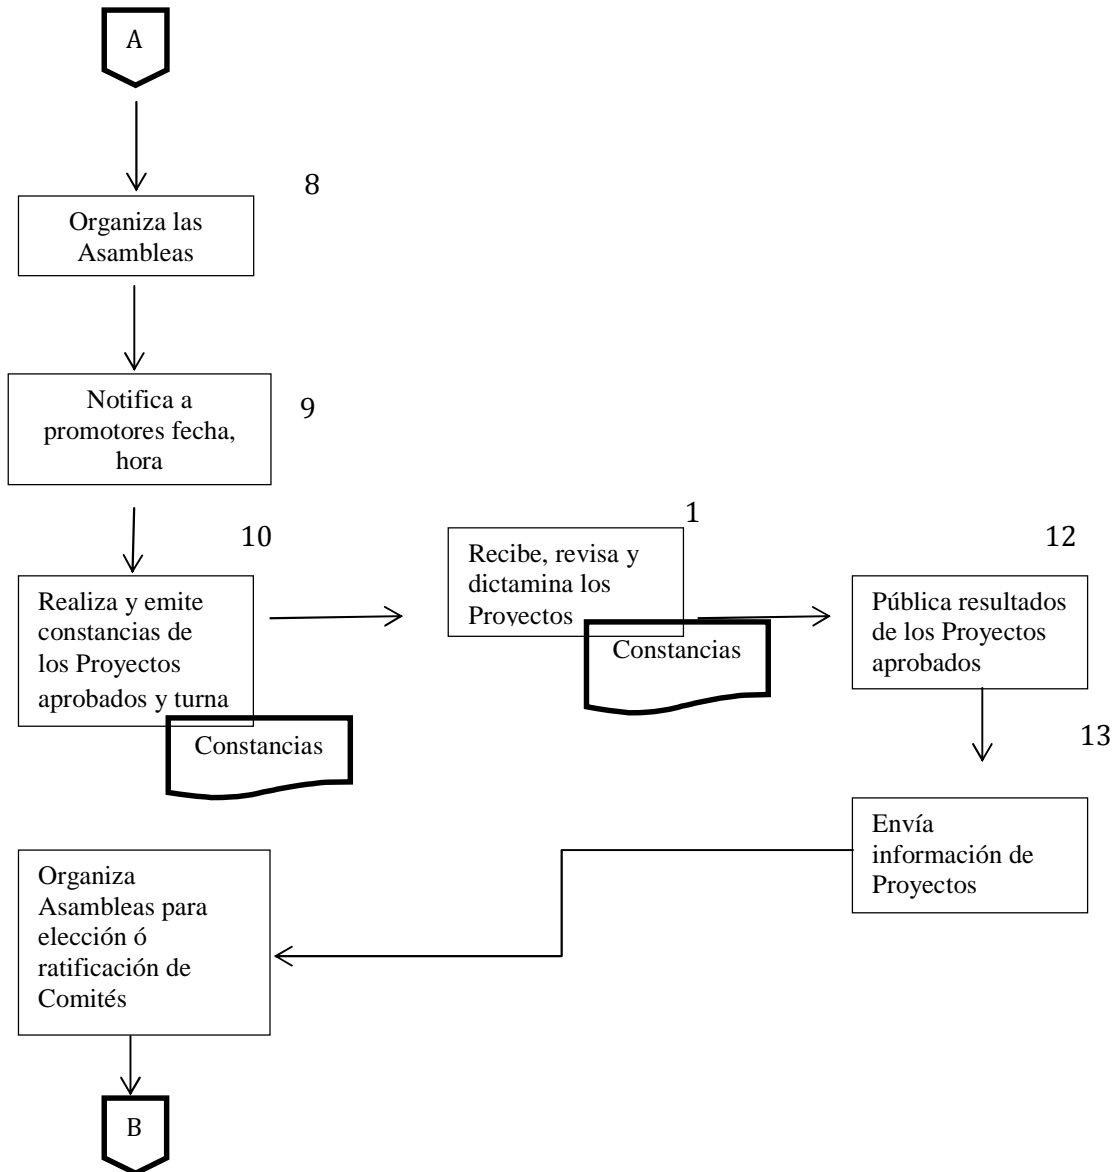 A
8
Organiza las
Asambleas
9
Notifica a
promotores fecha,
hora
10
Realiza y emite
constancias de
los Proyectos
aprobados y turna
Constancias
1
Recibe, revisa y
dictamina los
Proyectos
Constancias
12
Pública resultados
de los Proyectos
aprobados
13
Envía
información de
Proyectos
Organiza
Asambleas para
elección ó
ratificación de
Comités
B